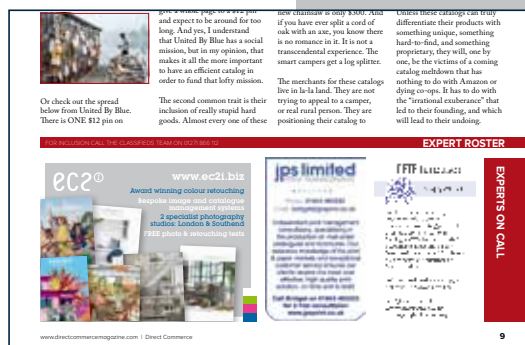 and expect to be around for too
long. And yes, I understand
that United By Blue has a social
mission, but in my opinion, that
makes it all the more important
to have an efficient catalog in
order to fund that lofty mission.
Or check out the spread
below from United By Blue.
There is ONE $12 pin on
The second common trait is their
inclusion of really stupid hard
goods. Almost every one of these
new chainsaw is only $300. And
if you have ever split a cord of
oak with an axe, you know there
is no romance in it. It is not a
transcendental experience. The
smart campers get a log splitter.
The merchants for these catalogs
live in la-la land. They are not
trying to appeal to a camper,
or real rural person. They are
positioning their catalog to
Unless these catalogs can truly
differentiate their products with
something unique, something
hard-to-find, and something
proprietary, they will, one by
one, be the victims of a coming
catalog meltdown that has
nothing to do with Amazon or
dying co-ops. It has to do with
the "irrational exuberance" that
led to their founding, and which
will lead to their undoing.
FOR INCLUSION CALL THE CLASSIFIEDS TEAM ON 01271 866 112
EXPERT ROSTER
ec2i
www.ec2i.biz
Award winning colour retouching
Bespoke image and catalogue
management systems
2 specialist photography
studios: London & Southend
FREE photo & retouching tests
jps limited
EXPERTS ON CALL
www.directcommercemagazine.com | Direct Commerce
9